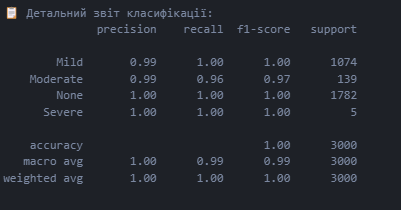 📋 Детальний звіт класифікації:
precision recall f1-score support
Mild 0.99 1.00 1.00 1074
Moderate 0.99 0.96 0.97 139
None 1.00 1.00 1.00 1782
Severe 1.00 1.00 1.00 5
accuracy 1.00 3000
macro avg 1.00 0.99 0.99 3000
weighted avg 1.00 1.00 1.00 3000